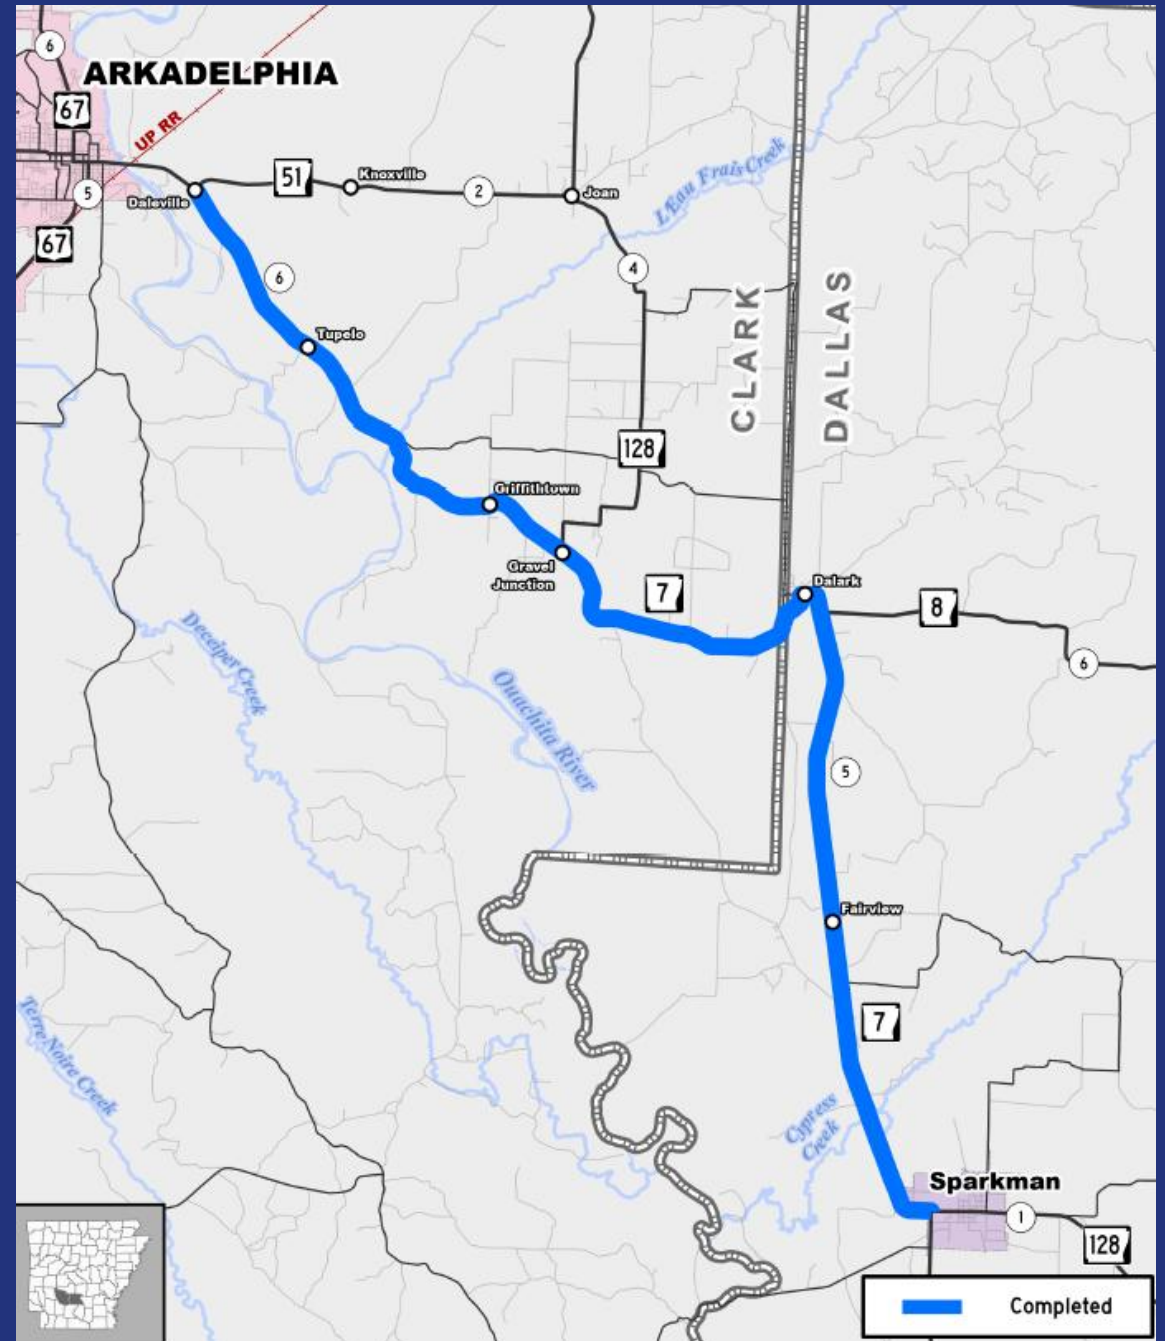 6
ARKADELPHIA
67
UP RR
51
Knoxville
2
Joan
5
Daleville
L'Eau Frais Creek
67
6
4
CLARK
DALLAS
Tupelo
128
Griffithtown
Gravel
Junction
7
Dalark
8
6
Deceiper Creek
Ouachita River
5
Fairview
7
Terre Noire Creek
Cypress
Creek
Sparkman
1
128
Completed